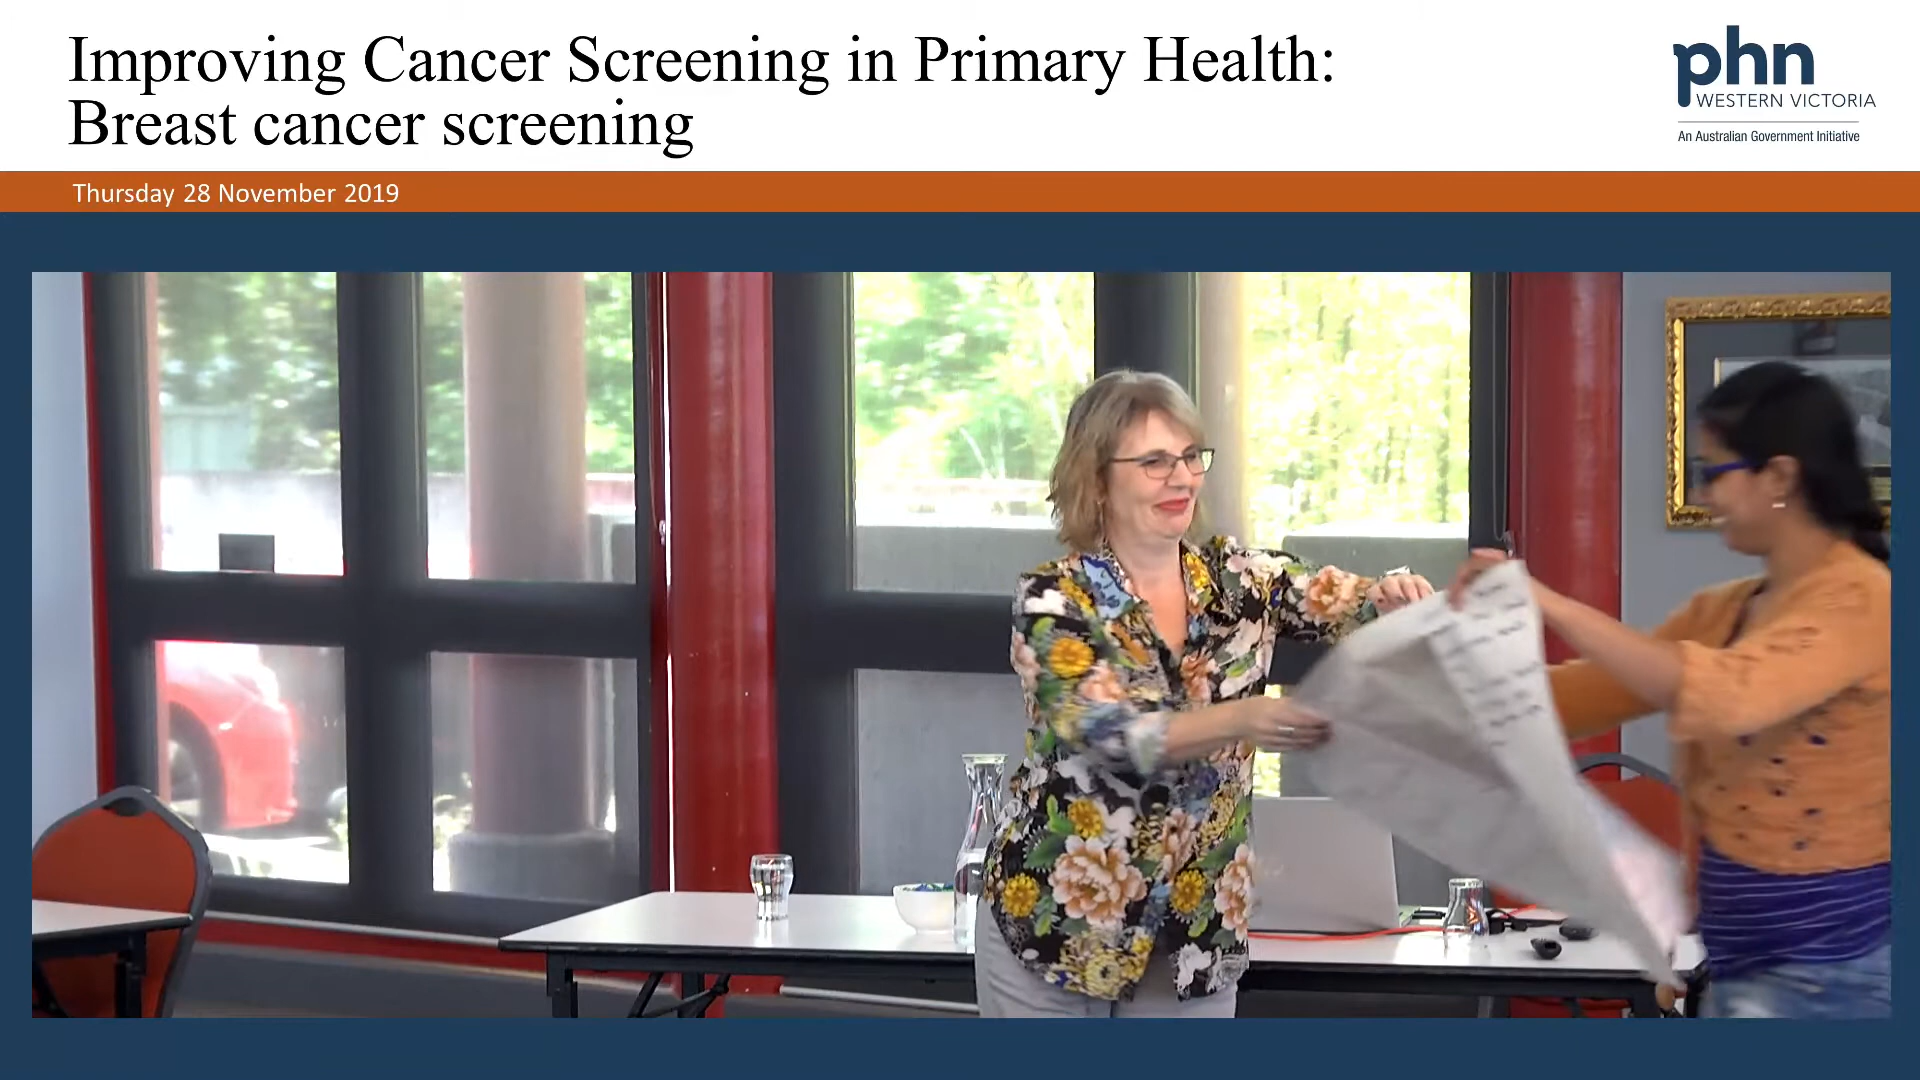 Improving Cancer Screening in Primary Health:
Breast cancer screening
phn
WESTERN VICTORIA
An Australian Government Initiative
Thursday 28 November 2019